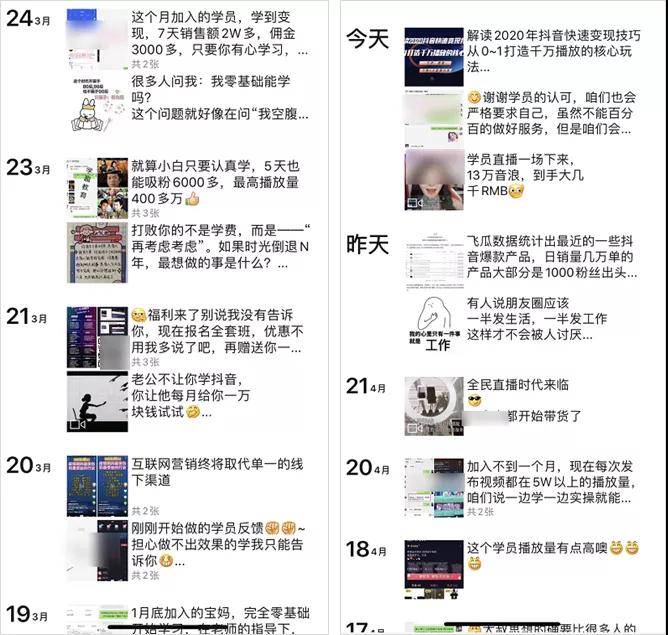 24 3月
这个月加入的学员，学到变
现，7天销售额2W多，佣金
3000多，只要你有心学习，...
共2张
很多人问我：我零基础能学
吗？
这个问题就好像在问“我空腹...
23 3月
就算小白只要认真学，5天也
能吸粉6000多，最高播放量
400多万👍
共3张
打败你的不是学费，而是——“
再考虑考虑”。如果时光倒退N
年，最想做的事是什么？...
21 3月
福利来了别说我没有告诉
你，现在报名全套班，优惠不
用我多说了吧，再赠送你一...
共3张
老公不让你学抖音，
你让他每月给你一万
块钱试试🤣...
20 3月
互联网营销终将取代单一的线
下渠道
共2张
刚刚开始做的学员反馈👏👏~
担心做不出效果的学我只能告
诉你...
共2张
19 3月
1月底加入的宝妈，完全零基础
开始学习，在老师的指导下，
今天
解读2020年抖音快速变现技巧
从0~1打造千万播放的核心玩
法...
😊谢谢学员的认可，咱们也会
严格要求自己，虽然不能百分
百的做好服务，但是咱们会...
学员直播一场下来，
13万音浪，到手大几
千RMB
昨天
飞瓜数据统计出最近的一些抖
音爆款产品，日销量几万单的
产品大部分是1000粉丝出头...
我的心里只有一件事
就是 工作
有人说朋友圈应该
一半发生活，一半发工作
这样才不会被人讨厌...
21 4月
全民直播时代来临
😎
都开始带货了
20 4月
加入不到一个月，现在每次发
布视频都在5W以上的播放量，
咱们说一边学一边实操就能...
共2张
18 4月
这个学员播放量有点高噢😁😁
😁
17 4月